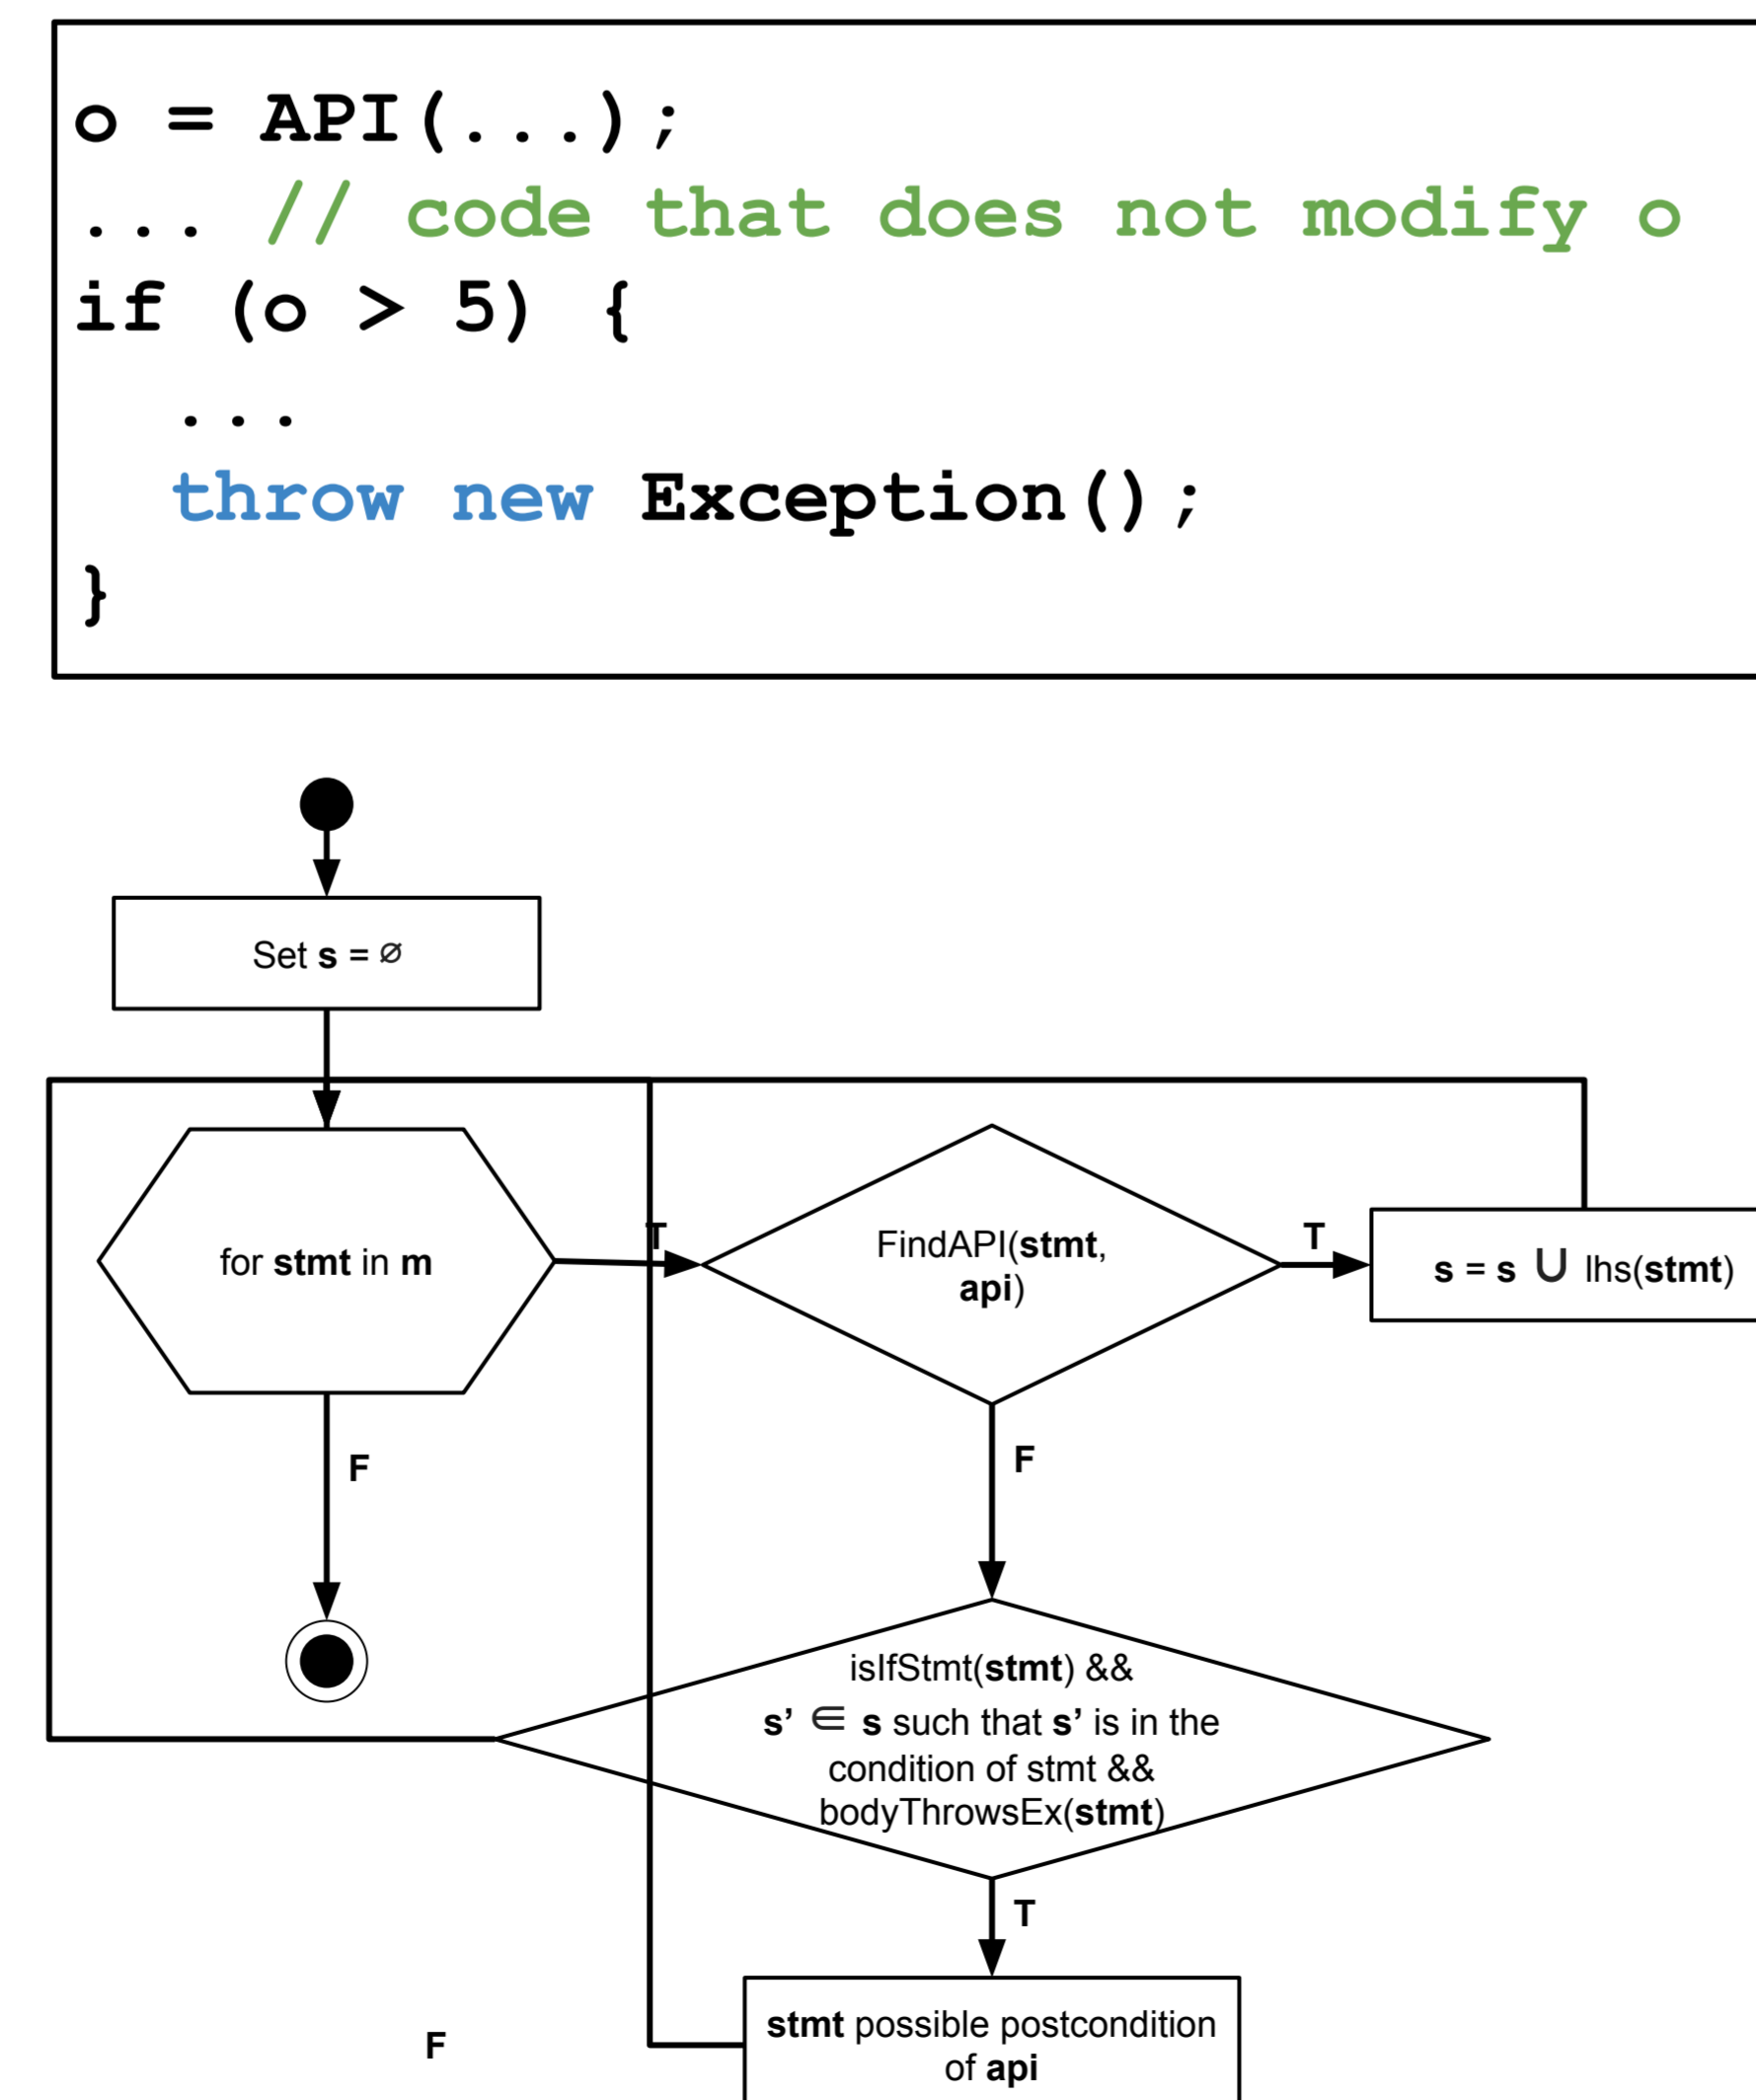 o = API(...);
... // code that does not modify o
if (o > 5) {
...
throw new Exception();
}
Set s = ∅
for stmt in m
T
FindAPI(stmt,
api)
T
s = s ∪ lhs(stmt)
F
F
isIfStmt(stmt) &&
s’ ∈ s such that s’ is in the
condition of stmt &&
bodyThrowsEx(stmt)
T
stmt possible postcondition
of api
F